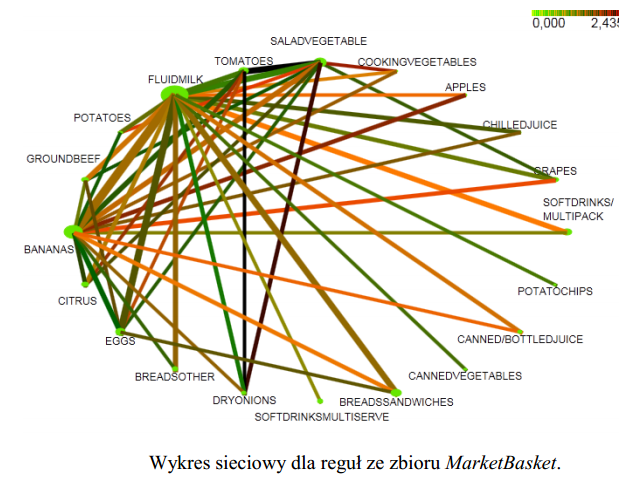 0,000 2,435
SALADVEGETABLE
TOMATOES
COOKINGVEGETABLES
FLUIDMILK
APPLES
POTATOES
CHILLEDJUICE
GROUNDBEEF
GRAPES
SOFTDRINKS/
MULTIPACK
BANANAS
POTATOCHIPS
CITRUS
EGGS
CANNED/BOTTLEDJUICE
BREADSOTHER
CANNEDVEGETABLES
DRYONIONS
BREADSSANDWICHES
SOFTDRINKSMULTISERVE
Wykres sieciowy dla reguł ze zbioru MarketBasket.